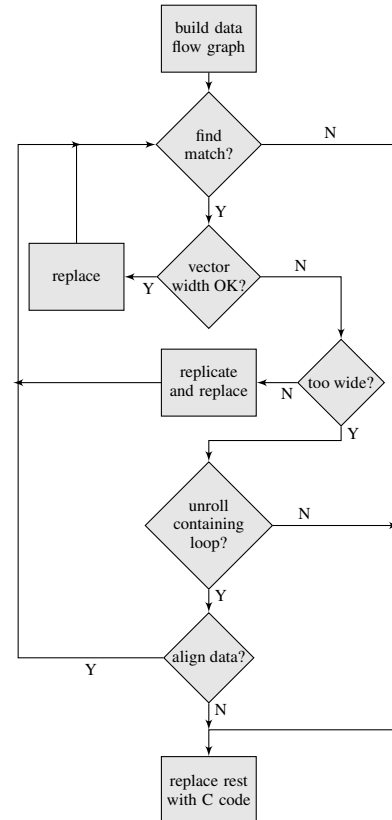 build data
flow graph
find
match?
N
Y
replace
Y
vector
width OK?
N
replicate
and replace
N
too wide?
Y
unroll
containing
loop?
N
Y
Y
align data?
N
replace rest
with C code